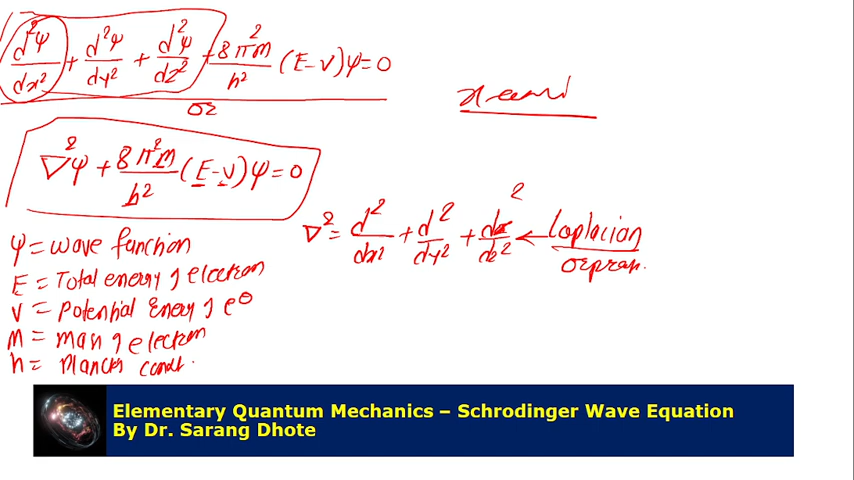 d²ψ/dx² + d²ψ/dy² + d²ψ/dz² + 8π²m/h² (E-V)ψ=0
or
∇²ψ + 8π²m/h² (E-V)ψ=0
∇² = d²/dx² + d²/dy² + d²/dz² ← Laplacian
ψ = wave function
E = Total energy of electron
V = Potential Energy of e⊖
m = mass of electron
h = Plancks const.
Elementary Quantum Mechanics – Schrodinger Wave Equation
By Dr. Sarang Dhote